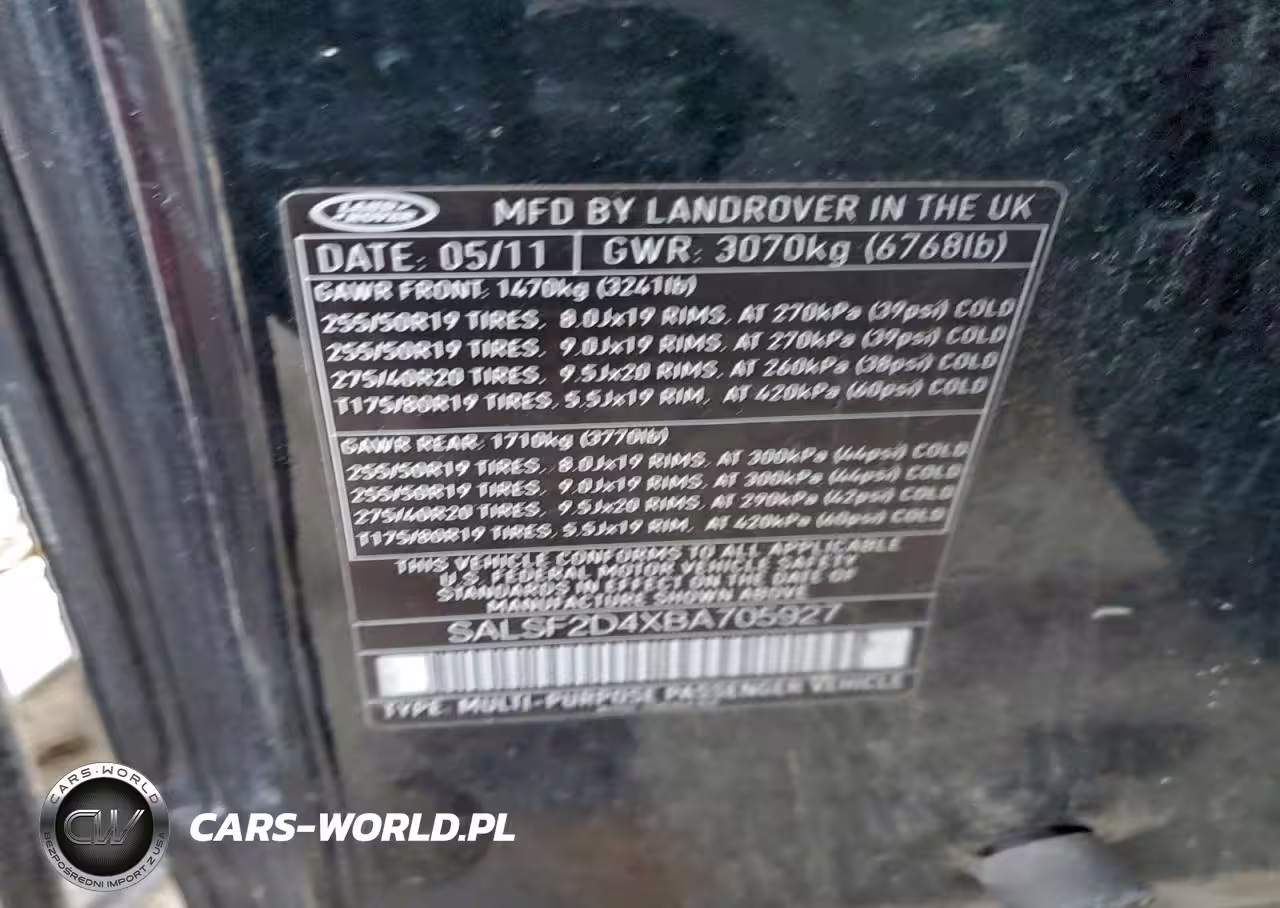 LAND ROVER
MFD BY LANDROVER IN THE UK
DATE: 05/11 GWR: 3070kg (6768lb)
GAWR FRONT: 1470kg (3241lb)
255/50R19 TIRES, 8.0Jx19 RIMS, AT 270kPa (39psi) COLD
255/50R19 TIRES, 9.0Jx19 RIMS, AT 270kPa (39psi) COLD
275/40R20 TIRES, 9.5Jx20 RIMS, AT 260kPa (38psi) COLD
T175/80R19 TIRES, 5.5Jx19 RIM, AT 420kPa (60psi) COLD
GAWR REAR: 1710kg (3770lb)
255/50R19 TIRES, 8.0Jx19 RIMS, AT 300kPa (44psi) COLD
255/50R19 TIRES, 9.0Jx19 RIMS, AT 300kPa (44psi) COLD
275/40R20 TIRES, 9.5Jx20 RIMS, AT 290kPa (42psi) COLD
T175/80R19 TIRES, 5.5Jx19 RIM, AT 420kPa (60psi) COLD
THIS VEHICLE CONFORMS TO ALL APPLICABLE
U.S. FEDERAL MOTOR VEHICLE SAFETY
STANDARDS IN EFFECT ON THE DATE OF
MANUFACTURE SHOWN ABOVE
SALSF2D4XBA705927
TYPE: MULTI-PURPOSE PASSENGER VEHICLE
CARS-WORLD
CW
BEZPOŚREDNI IMPORT Z USA
CARS-WORLD.PL